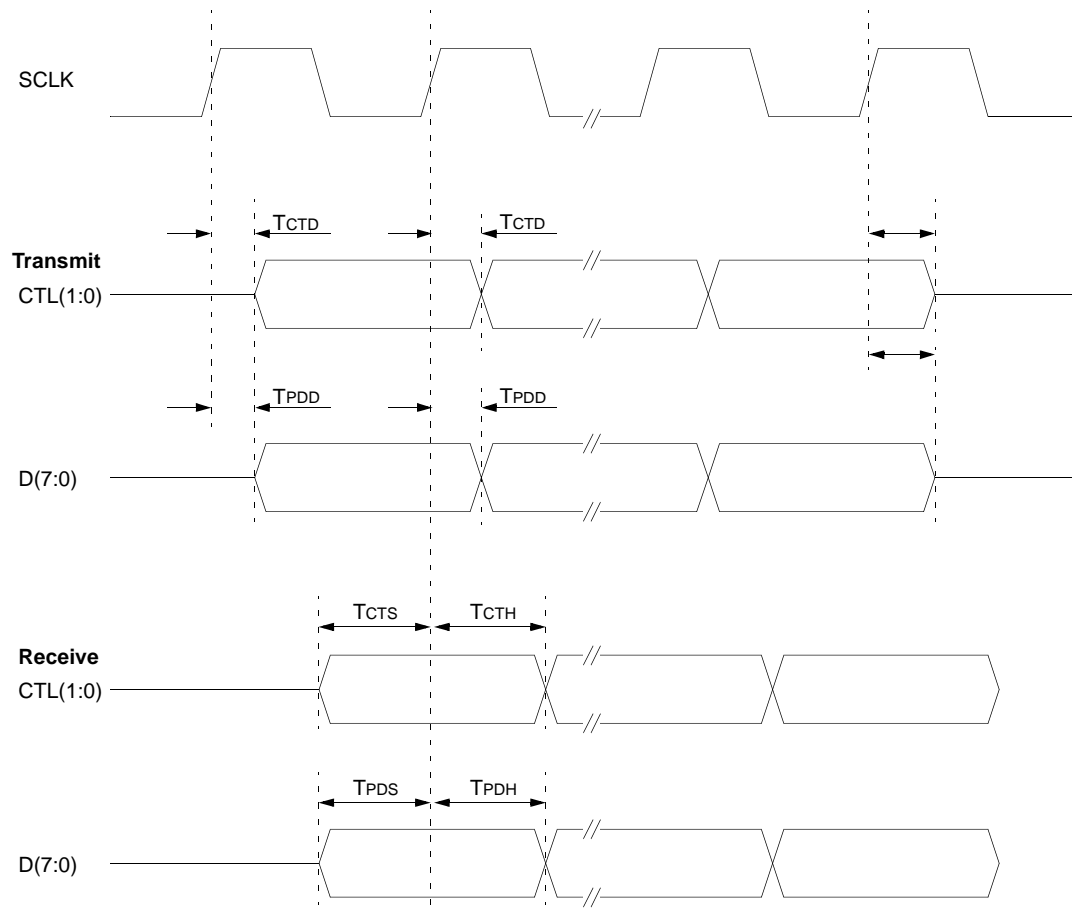 SCLK
TCTD TCTD
Transmit
CTL(1:0)
TPDD TPDD
D(7:0)
TCTS TCTH
Receive
CTL(1:0)
TPDS TPDH
D(7:0)